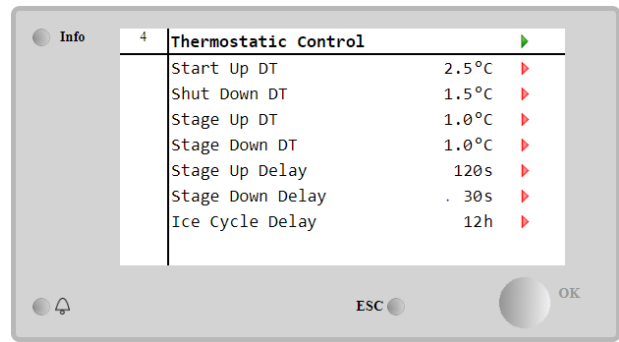 Info
4 Thermostatic Control
Start Up DT 2.5°C
Shut Down DT 1.5°C
Stage Up DT 1.0°C
Stage Down DT 1.0°C
Stage Up Delay 120s
Stage Down Delay . 30s
Ice Cycle Delay 12h
ESC
OK